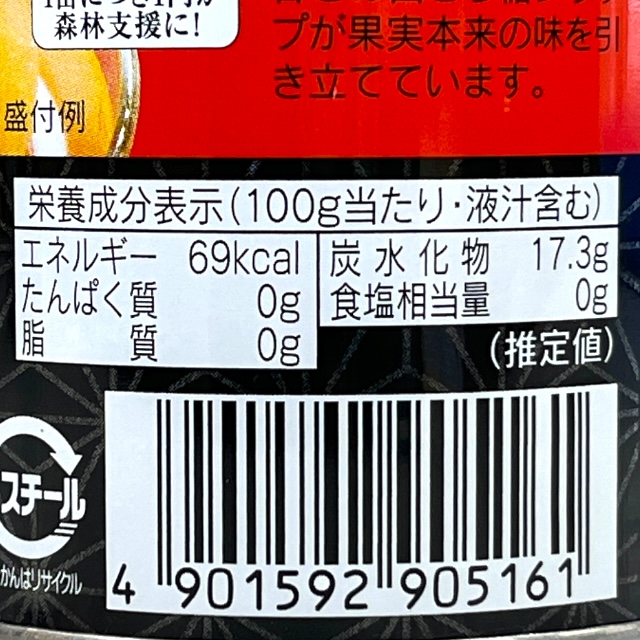 森林支援に!
プが果実本来の味を引
き立てています。
盛付例
栄養成分表示(100g当たり・液汁含む)
エネルギー 69kcal
たんぱく質 0g
脂質 0g
炭水化物 17.3g
食塩相当量 0g
(推定値)
スチール
かんはリサイクル
4 901592 905161